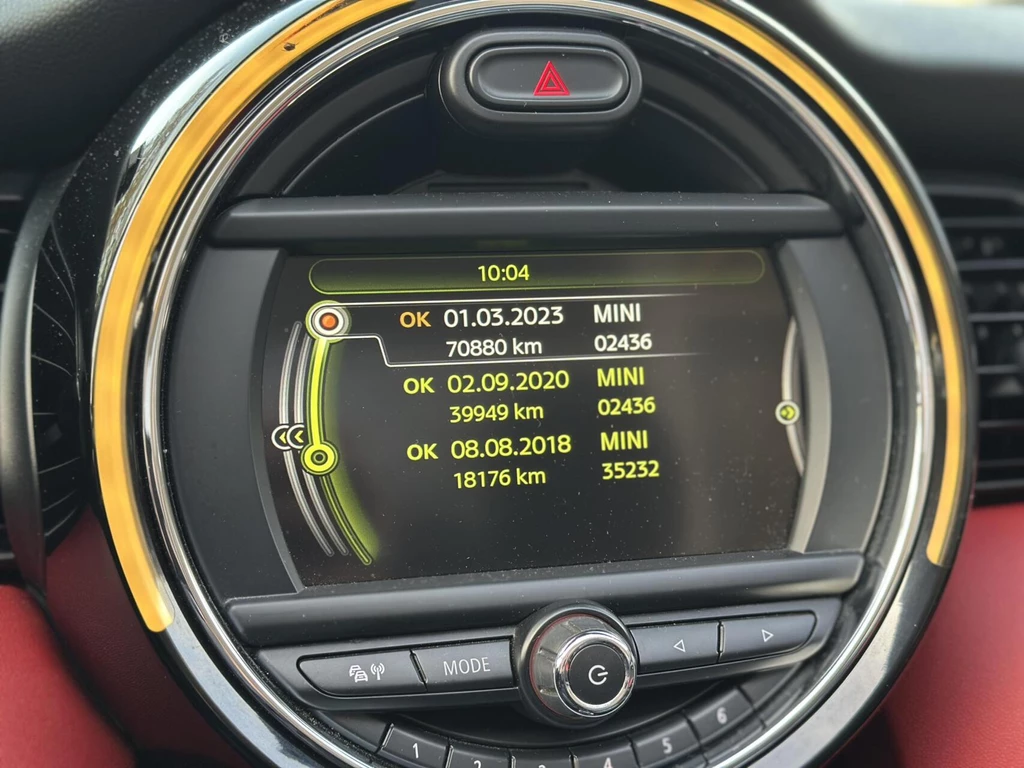 10:04
OK 01.03.2023 MINI
70880 km 02436
OK 02.09.2020 MINI
39949 km 02436
OK 08.08.2018 MINI
18176 km 35232
MODE
1 2 3 4 5 6